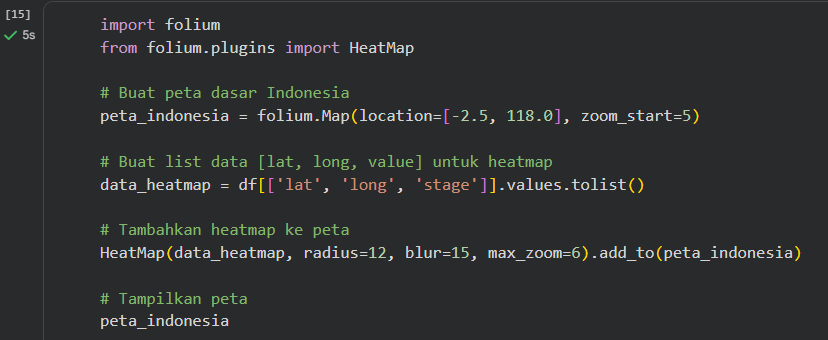 [15]
5s
import folium
from folium.plugins import HeatMap
# Buat peta dasar Indonesia
peta_indonesia = folium.Map(location=[-2.5, 118.0], zoom_start=5)
# Buat list data [lat, long, value] untuk heatmap
data_heatmap = df[['lat', 'long', 'stage']].values.tolist()
# Tambahkan heatmap ke peta
HeatMap(data_heatmap, radius=12, blur=15, max_zoom=6).add_to(peta_indonesia)
# Tampilkan peta
peta_indonesia